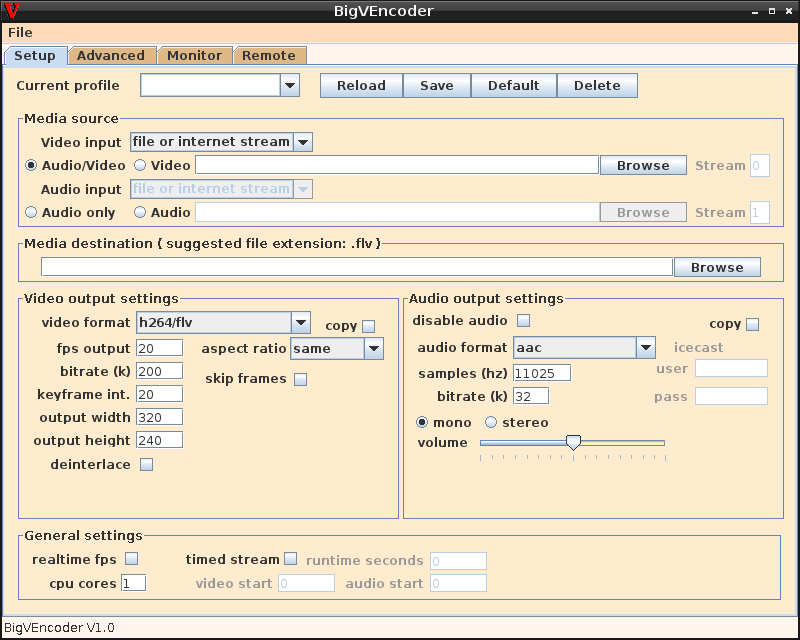 BigVEncoder
File
Setup Advanced Monitor Remote
Current profile Reload Save Default Delete
Media source
Video input file or internet stream
Audio/Video Video Browse Stream 0
Audio input file or internet stream
Audio only Audio Browse Stream 1
Media destination ( suggested file extension: .flv )
Browse
Video output settings
video format h264/flv copy
fps output 20 aspect ratio same
bitrate (k) 200
skip frames
keyframe int. 20
output width 320
output height 240
deinterlace
Audio output settings
disable audio copy
audio format aac icecast
samples (hz) 11025 user
bitrate (k) 32 pass
mono stereo
volume
General settings
realtime fps timed stream runtime seconds 0
cpu cores 1 video start 0 audio start 0
BigVEncoder V1.0